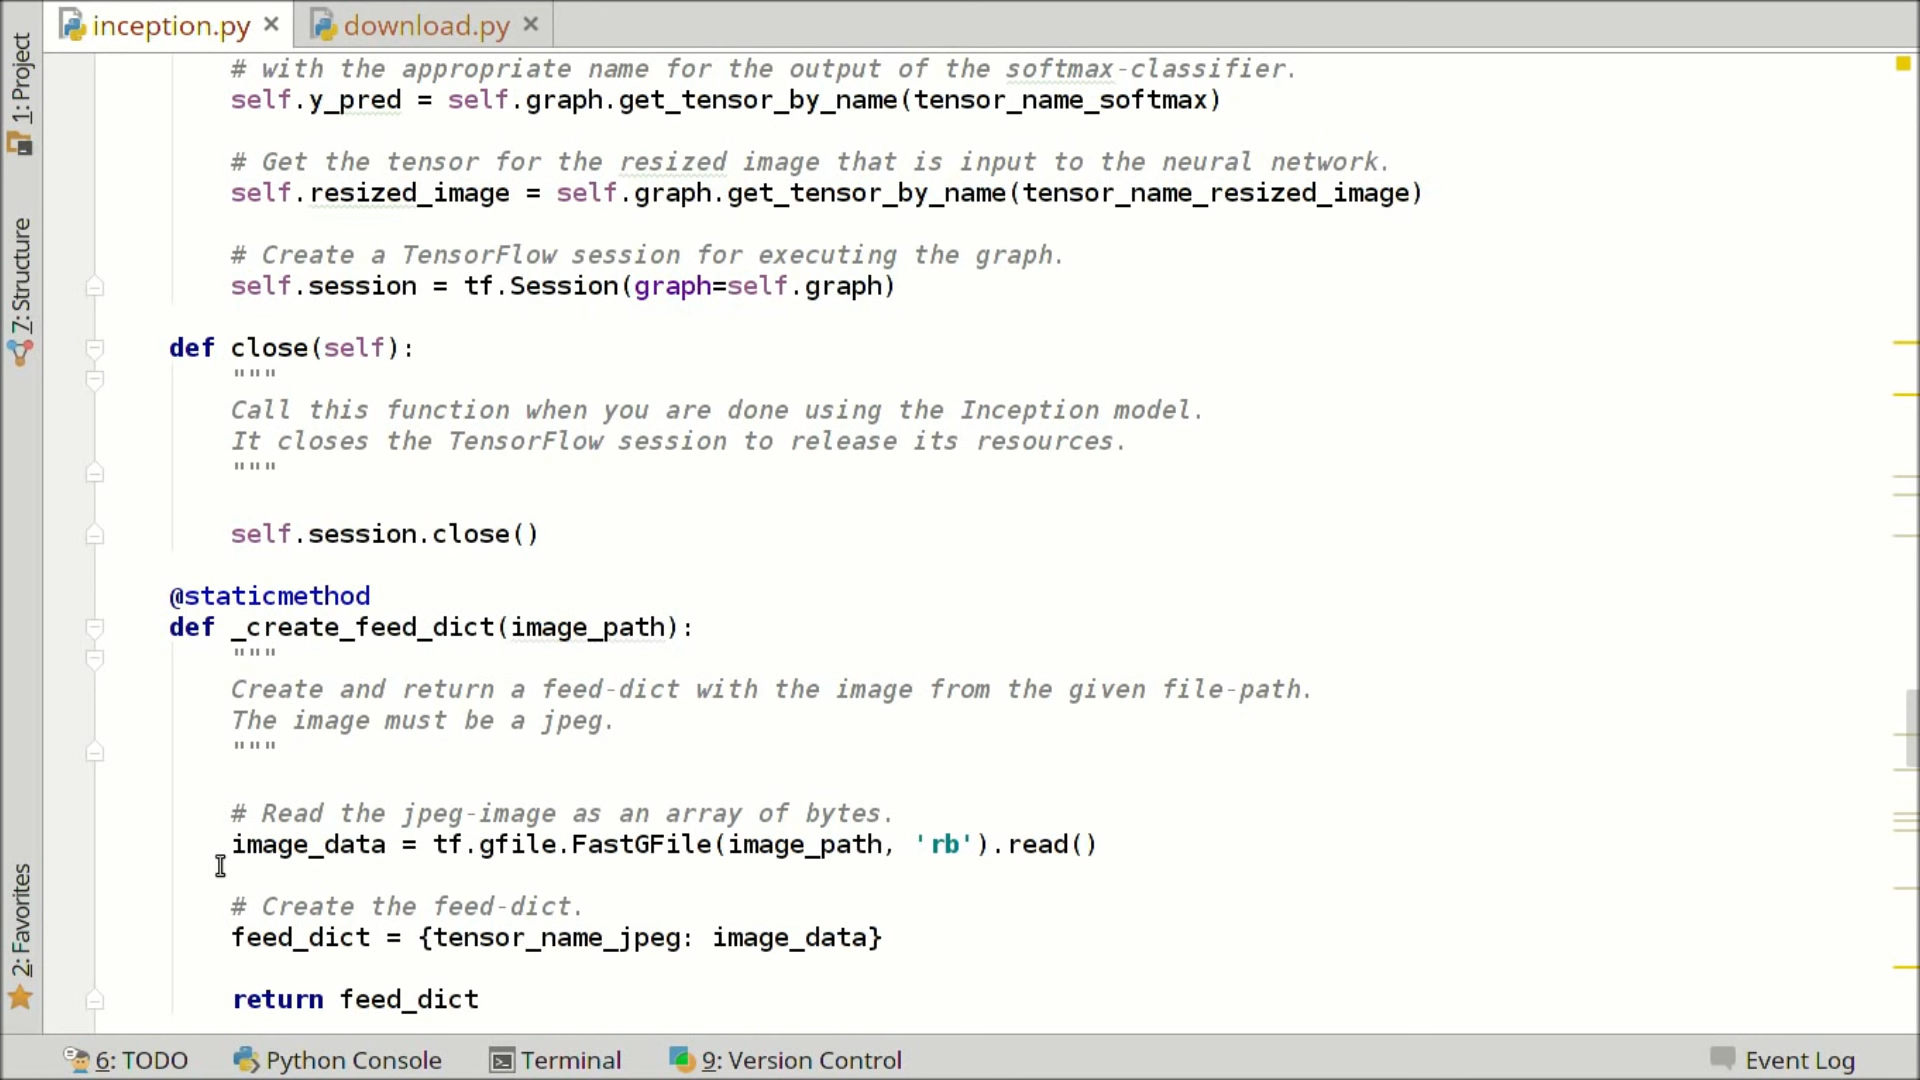 inception.py
download.py
1: Project
7: Structure
2: Favorites
# with the appropriate name for the output of the softmax-classifier.
self.y_pred = self.graph.get_tensor_by_name(tensor_name_softmax)
# Get the tensor for the resized image that is input to the neural network.
self.resized_image = self.graph.get_tensor_by_name(tensor_name_resized_image)
# Create a TensorFlow session for executing the graph.
self.session = tf.Session(graph=self.graph)
def close(self):
"""
Call this function when you are done using the Inception model.
It closes the TensorFlow session to release its resources.
"""
self.session.close()
@staticmethod
def _create_feed_dict(image_path):
"""
Create and return a feed-dict with the image from the given file-path.
The image must be a jpeg.
"""
# Read the jpeg-image as an array of bytes.
image_data = tf.gfile.FastGFile(image_path, 'rb').read()
# Create the feed-dict.
feed_dict = {tensor_name_jpeg: image_data}
return feed_dict
6: TODO
Python Console
Terminal
9: Version Control
Event Log